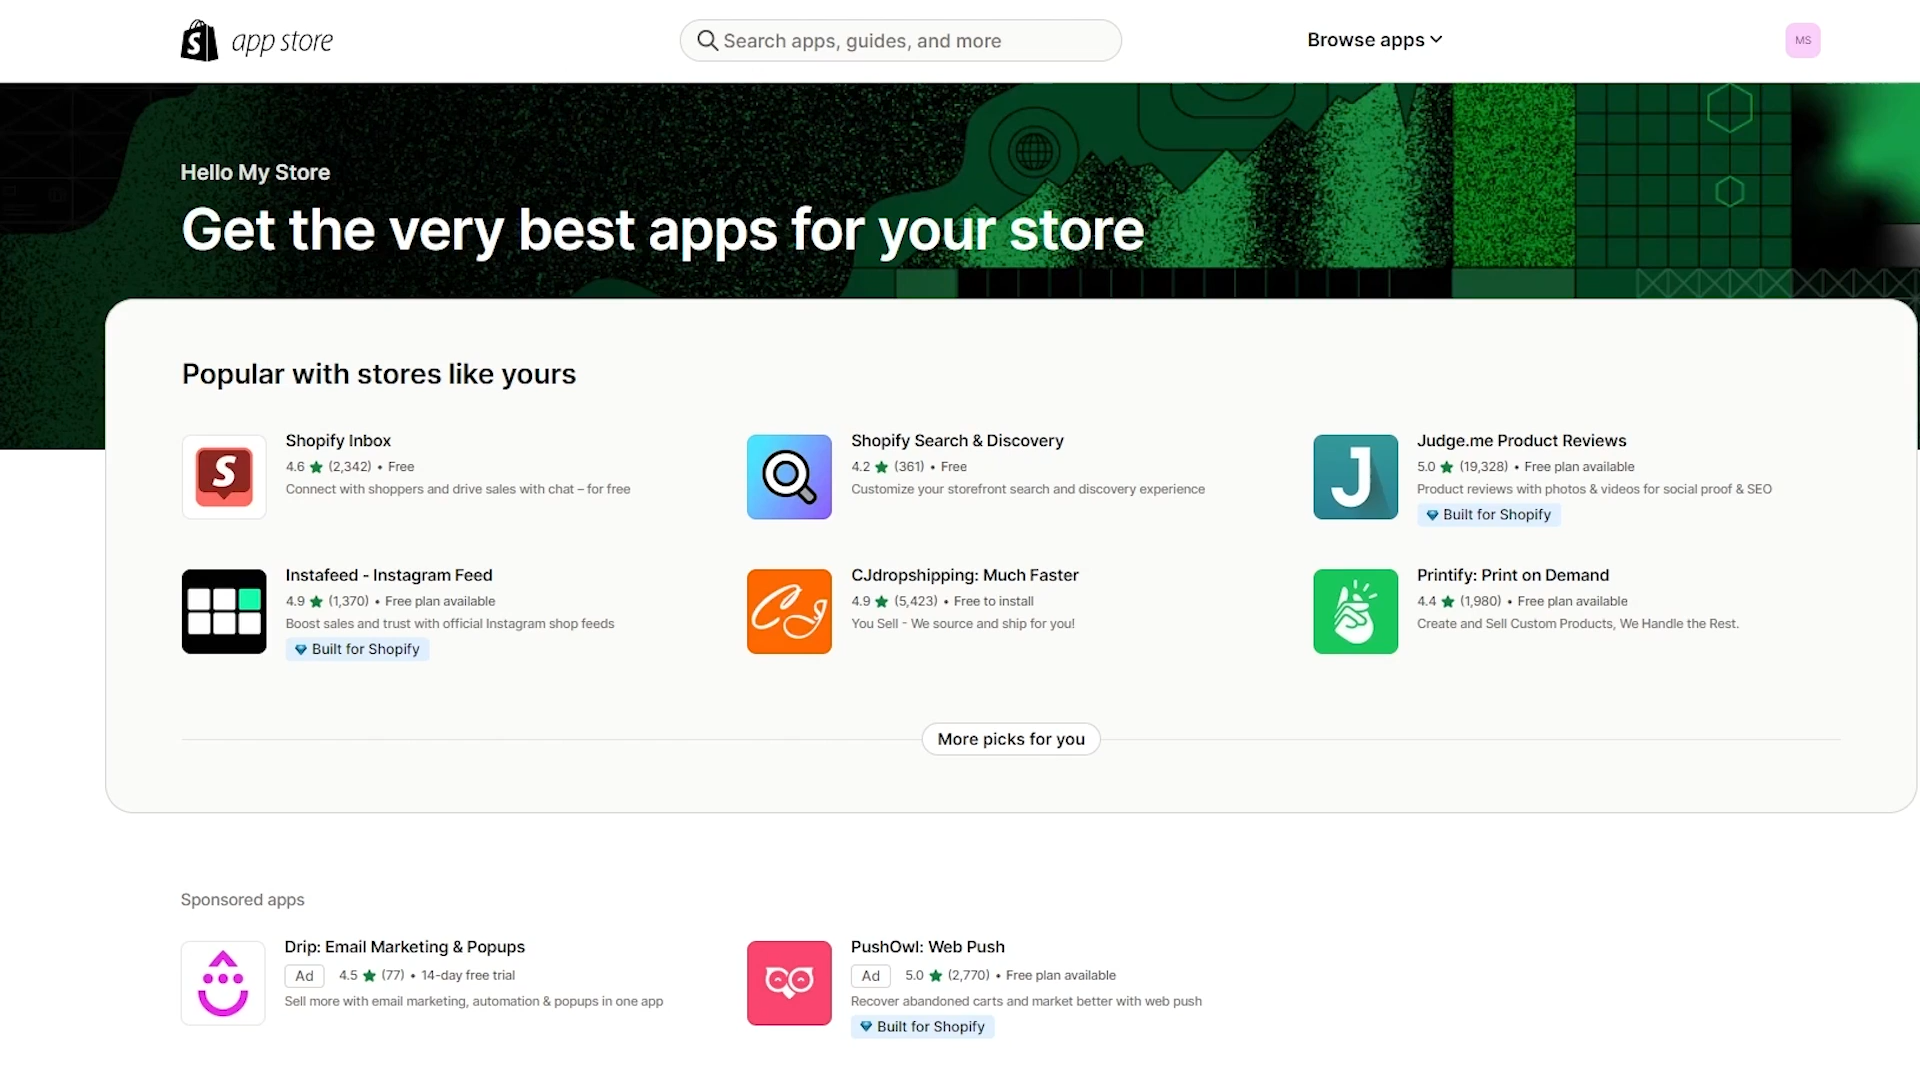 app store
Search apps, guides, and more
Browse apps
MS
Hello My Store
Get the very best apps for your store
Popular with stores like yours
Shopify Inbox
4.6 ★ (2,342) • Free
Connect with shoppers and drive sales with chat – for free
Shopify Search & Discovery
4.2 ★ (361) • Free
Customize your storefront search and discovery experience
Judge.me Product Reviews
5.0 ★ (19,328) • Free plan available
Product reviews with photos & videos for social proof & SEO
Built for Shopify
Instafeed - Instagram Feed
4.9 ★ (1,370) • Free plan available
Boost sales and trust with official Instagram shop feeds
Built for Shopify
CJdropshipping: Much Faster
4.9 ★ (5,423) • Free to install
You Sell - We source and ship for you!
Printify: Print on Demand
4.4 ★ (1,980) • Free plan available
Create and Sell Custom Products, We Handle the Rest.
More picks for you
Sponsored apps
Drip: Email Marketing & Popups
Ad 4.5 ★ (77) • 14-day free trial
Sell more with email marketing, automation & popups in one app
PushOwl: Web Push
Ad 5.0 ★ (2,770) • Free plan available
Recover abandoned carts and market better with web push
Built for Shopify